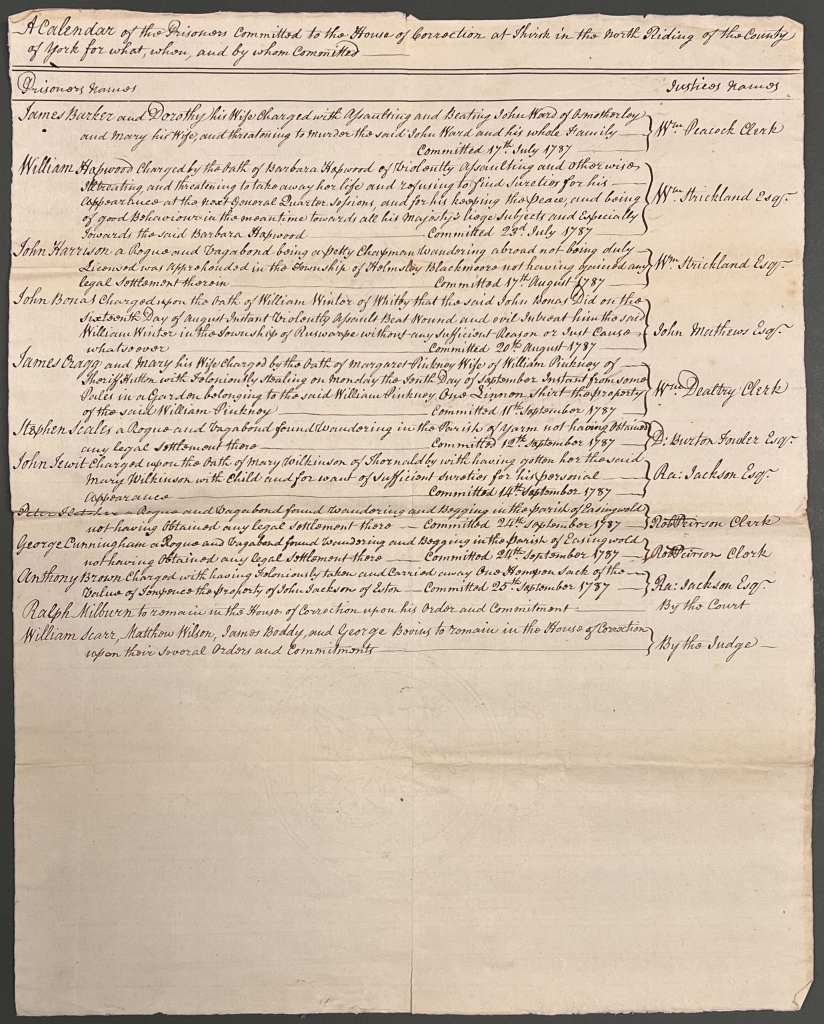 A Calendar of the Prisoners Committed to the House of Correction at Thirsk in the North Riding of the County
of York for what, when, and by whom Committed
Prisoners Names Justices Names
James Barker and Dorothy his Wife Charged with Assaulting and Beating John Ward of Osmotherley
and Mary his Wife, and threatening to Murder the said John Ward and his whole Family
Committed 17th July 1787 Wm Peacock Clerk
William Hapwood Charged by the Oath of Barbara Hapwood of Violently Assaulting and otherwise
Illtreating, and threatening to take away her life and refusing to find Sureties for his
Appearance at the next General Quarter Sessions, and for his keeping the Peace, and being
of good Behaviour in the meantime towards all his Majesty's liege Subjects and Especially
towards the said Barbara Hapwood Committed 23d July 1787 Wm Strickland Esqr.
John Harrison a Rogue and Vagabond being a Petty Chapman Wandering abroad not being duly
Licensed was apprehended in the Township of Helmsley Blackmoore not having gained any
legal Settlement therein Committed 17th August 1787 Wm Strickland Esqr.
John Bonas Charged upon the Oath of William Winter of Whitby that the said John Bonas Did on the
Sixteenth Day of August Instant Violently Assault Beat Wound and evil Intreat him the said
William Winter in the Township of Ruswarpe without any Sufficient Reason or Just Cause
whatsoever Committed 20th August 1787 John Mathews Esqr.
James Cragg and Mary his Wife Charged by the Oath of Margaret Pinkney Wife of William Pinkney of
Sherif Hutton with Feloniously Stealing on Monday the Tenth Day of September Instant from some
Pales in a Garden belonging to the said William Pinkney One Linnen Shirt the property
of the said William Pinkney Committed 11th September 1787 Wm Dealtry Clerk
Stephen Scales a Rogue and Vagabond found Wandering in the Parish of Yarm not having Obtained
any legal Settlement there Committed 12th September 1787 D: Burton Fowler Esqr.
John Jewit Charged upon the Oath of Mary Wilkinson of Thornaldby with having gotten her the said
Mary Wilkinson with Child and for want of Sufficient Sureties for his personal
Appearance Committed 14th September 1787 Ra: Jackson Esqr.
Peter Fletcher a Rogue and Vagabond found Wandering and Begging in the parish of Easingwold
not having Obtained any legal Settlement there Committed 24th September 1787 Robt Peirson Clerk
George Cunningham a Rogue and Vagabond found Wandering and Begging in the Parish of Easingwold
not having Obtained any legal Settlement there Committed 24th September 1787 Robt Peirson Clerk
Anthony Brown Charged with having Feloniously taken and Carried away One Hempen Sack of the
Value of Tenpence the property of John Jackson of Eston Committed 25th September 1787 Ra: Jackson Esqr.
Ralph Milburn to remain in the House of Correction upon his Order and Commitment By the Court
William Scarr, Matthew Wilson, James Boddy, and George Bovius to remain in the House of Correction
upon their Several Orders and Commitments By the Judge